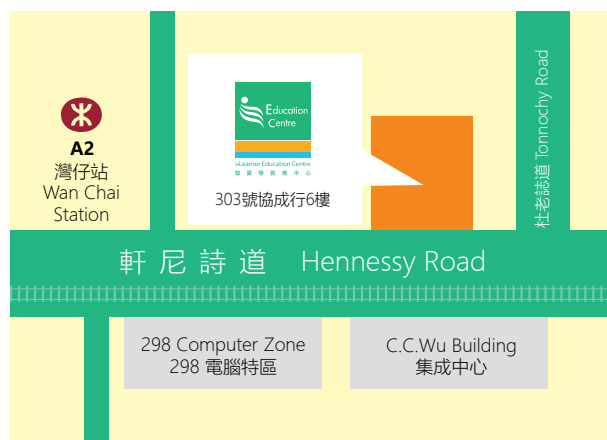 A2
灣仔站
Wan Chai
Station
Education
Centre
i-Learner Education Centre
303號協成行6樓
杜老誌道 Tonnochy Road
軒尼詩道 Hennessy Road
298 Computer Zone
298 電腦特區
C.C.Wu Building
集成中心